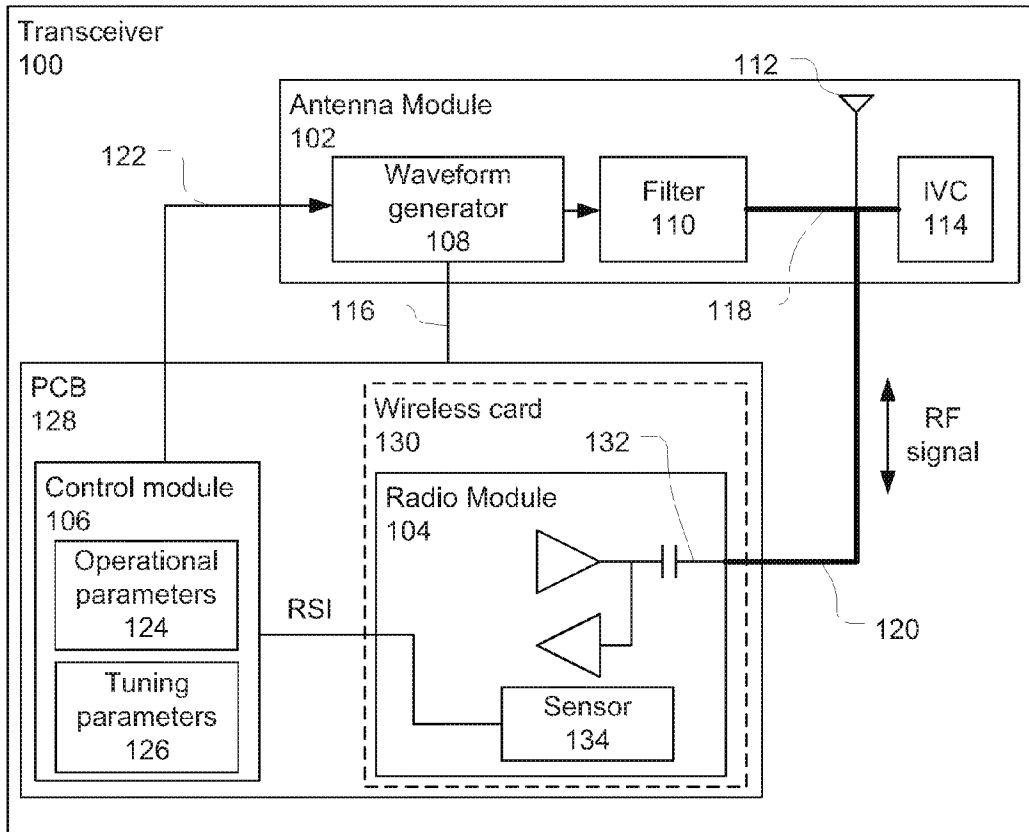 Transceiver
100
112
Antenna Module
102
122
Waveform
generator
108
Filter
110
IVC
114
116
118
PCB
128
Wireless card
130
132
RF
signal
Control module
106
Radio Module
104
Operational
parameters
124
RSI
120
Tuning
parameters
126
Sensor
134